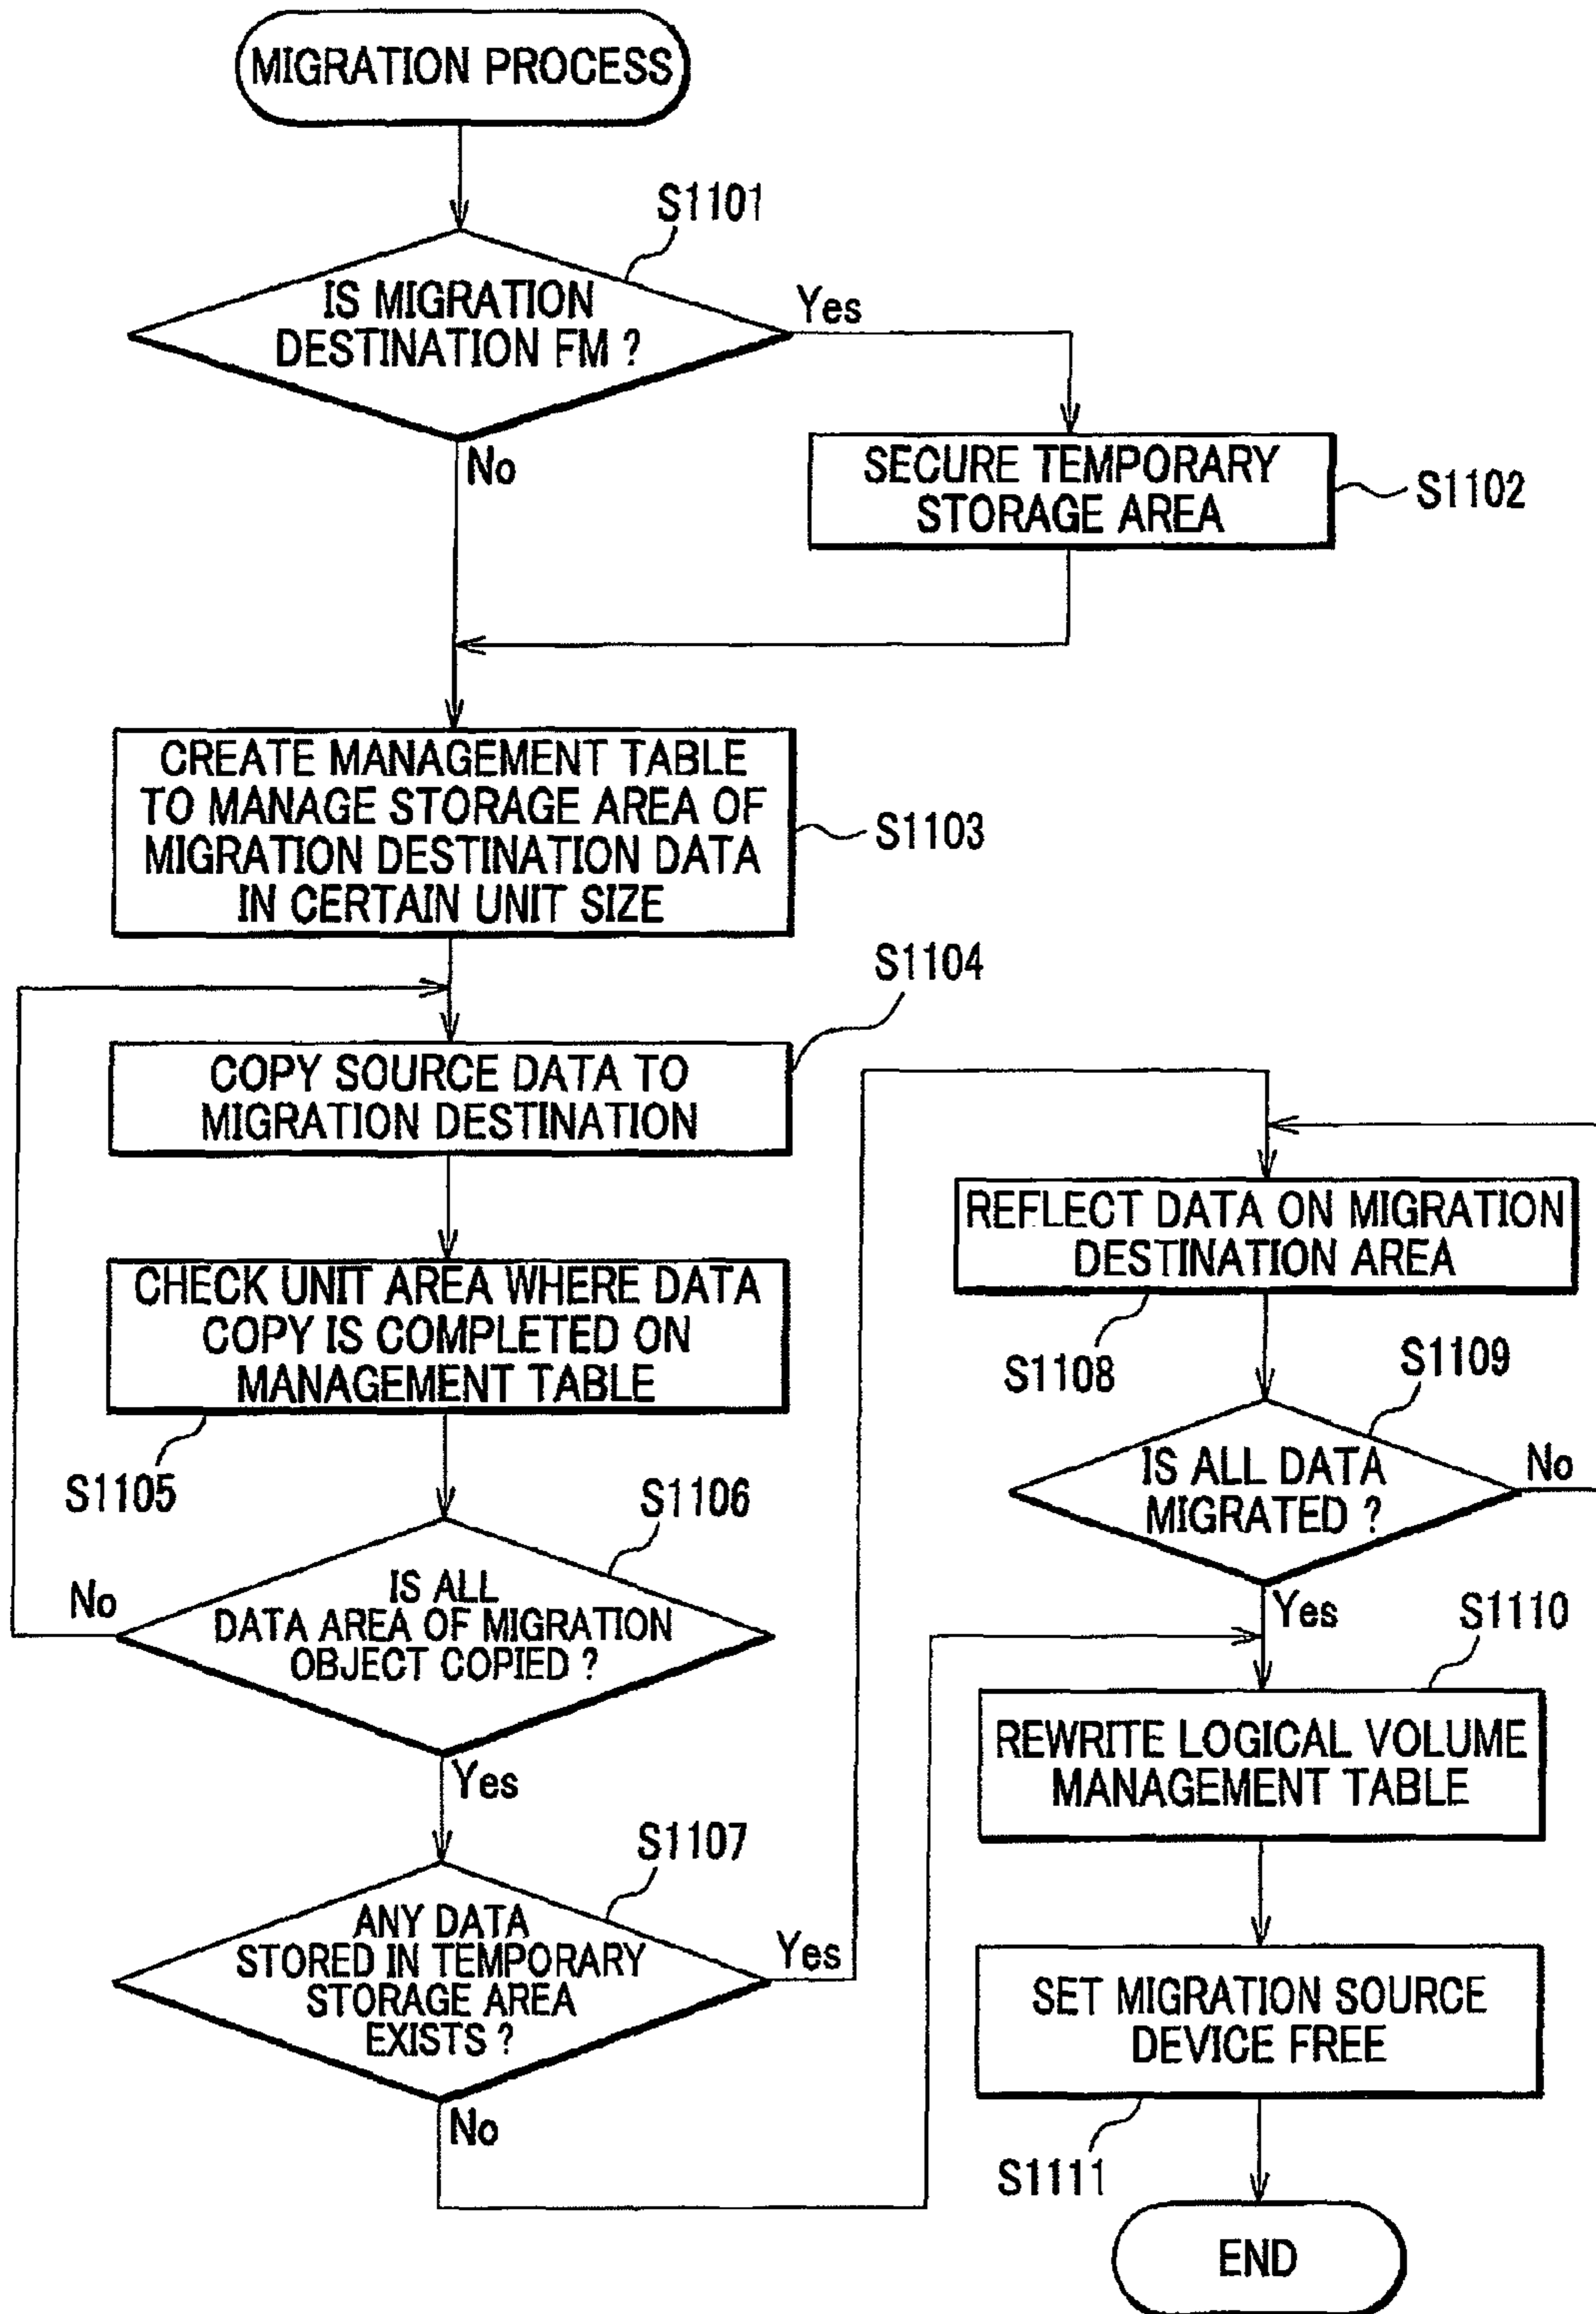 MIGRATION PROCESS
S1101
IS MIGRATION
DESTINATION FM ?
Yes
No
SECURE TEMPORARY
STORAGE AREA
S1102
CREATE MANAGEMENT TABLE
TO MANAGE STORAGE AREA OF
MIGRATION DESTINATION DATA
IN CERTAIN UNIT SIZE
S1103
S1104
COPY SOURCE DATA TO
MIGRATION DESTINATION
CHECK UNIT AREA WHERE DATA
COPY IS COMPLETED ON
MANAGEMENT TABLE
S1105
S1106
IS ALL
DATA AREA OF MIGRATION
OBJECT COPIED ?
No
Yes
S1107
ANY DATA
STORED IN TEMPORARY
STORAGE AREA
EXISTS ?
Yes
No
REFLECT DATA ON MIGRATION
DESTINATION AREA
S1108
S1109
IS ALL DATA
MIGRATED ?
No
Yes
S1110
REWRITE LOGICAL VOLUME
MANAGEMENT TABLE
SET MIGRATION SOURCE
DEVICE FREE
S1111
END